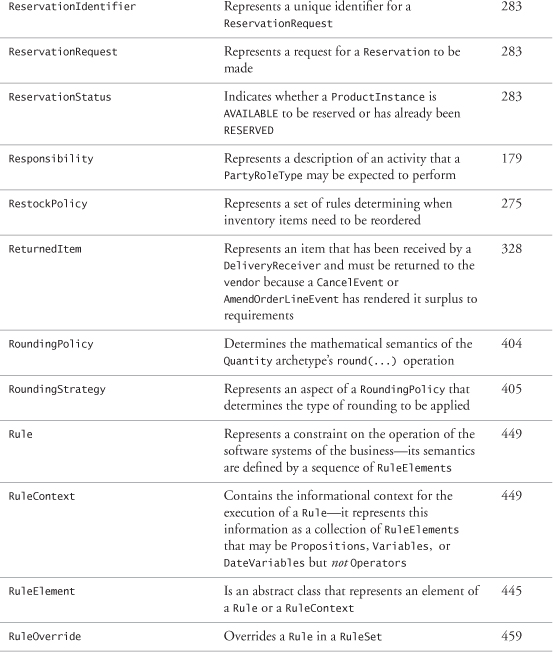 ReservationIdentifier Represents a unique identifier for a 283
ReservationRequest
ReservationRequest Represents a request for a Reservation to be 283
made
ReservationStatus Indicates whether a ProductInstance is 283
AVAILABLE to be reserved or has already been
RESERVED
Responsibility Represents a description of an activity that a 179
PartyRoleType may be expected to perform
RestockPolicy Represents a set of rules determining when 275
inventory items need to be reordered
ReturnedItem Represents an item that has been received by a 328
DeliveryReceiver and must be returned to the
vendor because a CancelEvent or
AmendOrderLineEvent has rendered it surplus to
requirements
RoundingPolicy Determines the mathematical semantics of the 404
Quantity archetype's round(...) operation
RoundingStrategy Represents an aspect of a RoundingPolicy that 405
determines the type of rounding to be applied
Rule Represents a constraint on the operation of the 449
software systems of the business—its semantics
are defined by a sequence of RuleElements
RuleContext Contains the informational context for the 449
execution of a Rule—it represents this
information as a collection of RuleElements
that may be Propositions, Variables, or
DateVariables but not Operators
RuleElement Is an abstract class that represents an element of 445
a Rule or a RuleContext
RuleOverride Overrides a Rule in a RuleSet 459